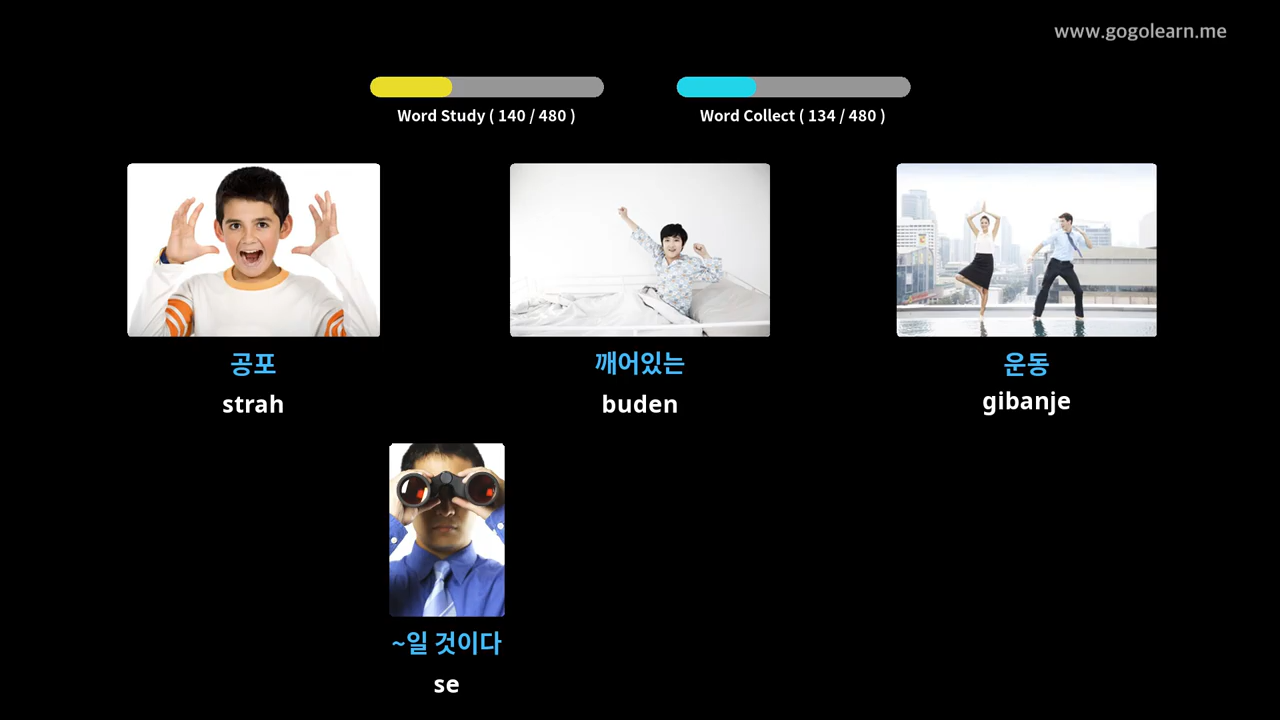 www.gogolearn.me
Word Study ( 140 / 480 )
Word Collect ( 134 / 480 )
공포
strah
깨어있는
buden
운동
gibanje
~일 것이다
se